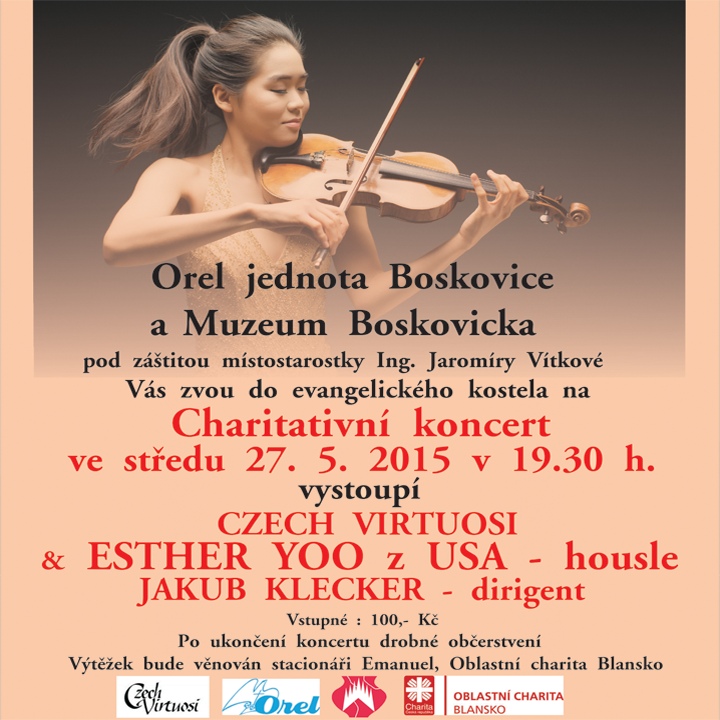 Orel jednota Boskovice
a Muzeum Boskovicka
pod záštitou místostarostky Ing. Jaromíry Vítkové
Vás zvou do evangelického kostela na
Charitativní koncert
ve středu 27. 5. 2015 v 19.30 h.
vystoupí
CZECH VIRTUOSI
& ESTHER YOO z USA - housle
JAKUB KLECKER - dirigent
Vstupné : 100,- Kč
Po ukončení koncertu drobné občerstvení
Výtěžek bude věnován stacionáři Emanuel, Oblastní charita Blansko
Czech
Virtuosi
Orel
Charita
Česká republika
OBLASTNÍ CHARITA
BLANSKO